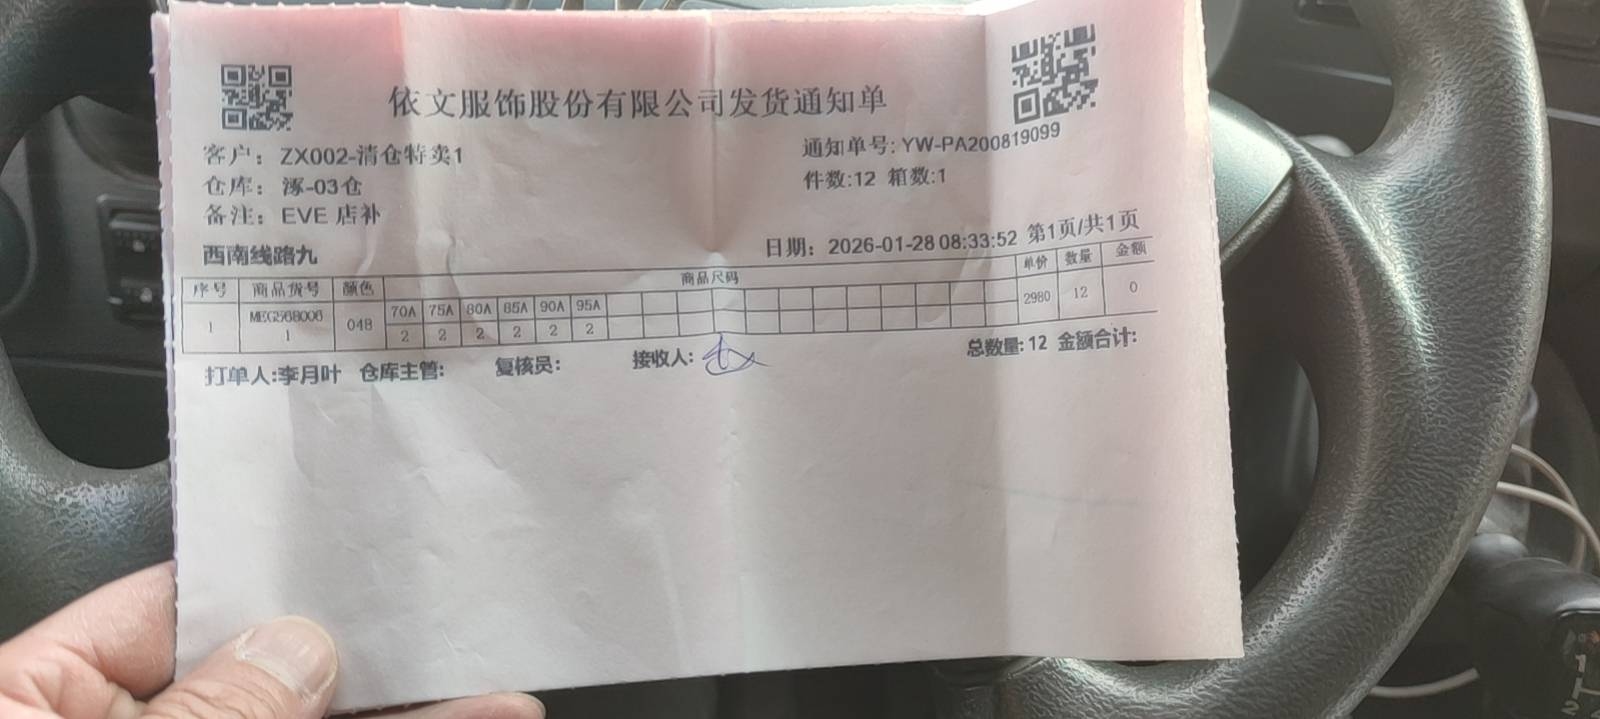 依文服饰股份有限公司发货通知单
客户: ZX002-清仓特卖1
通知单号: YW-PA200819099
仓库: 涿-03仓
件数:12 箱数:1
备注: EVE 店补
西南线路九
日期: 2026-01-28 08:33:52 第1页/共1页
序号 商品货号 颜色 商品尺码 单价 数量 金额
70A 75A 80A 85A 90A 95A
1 MEG568006 1 048 2 2 2 2 2 2 2980 12 0
总数量: 12 金额合计:
打单人:李月叶 仓库主管: 复核员: 接收人:
1
2